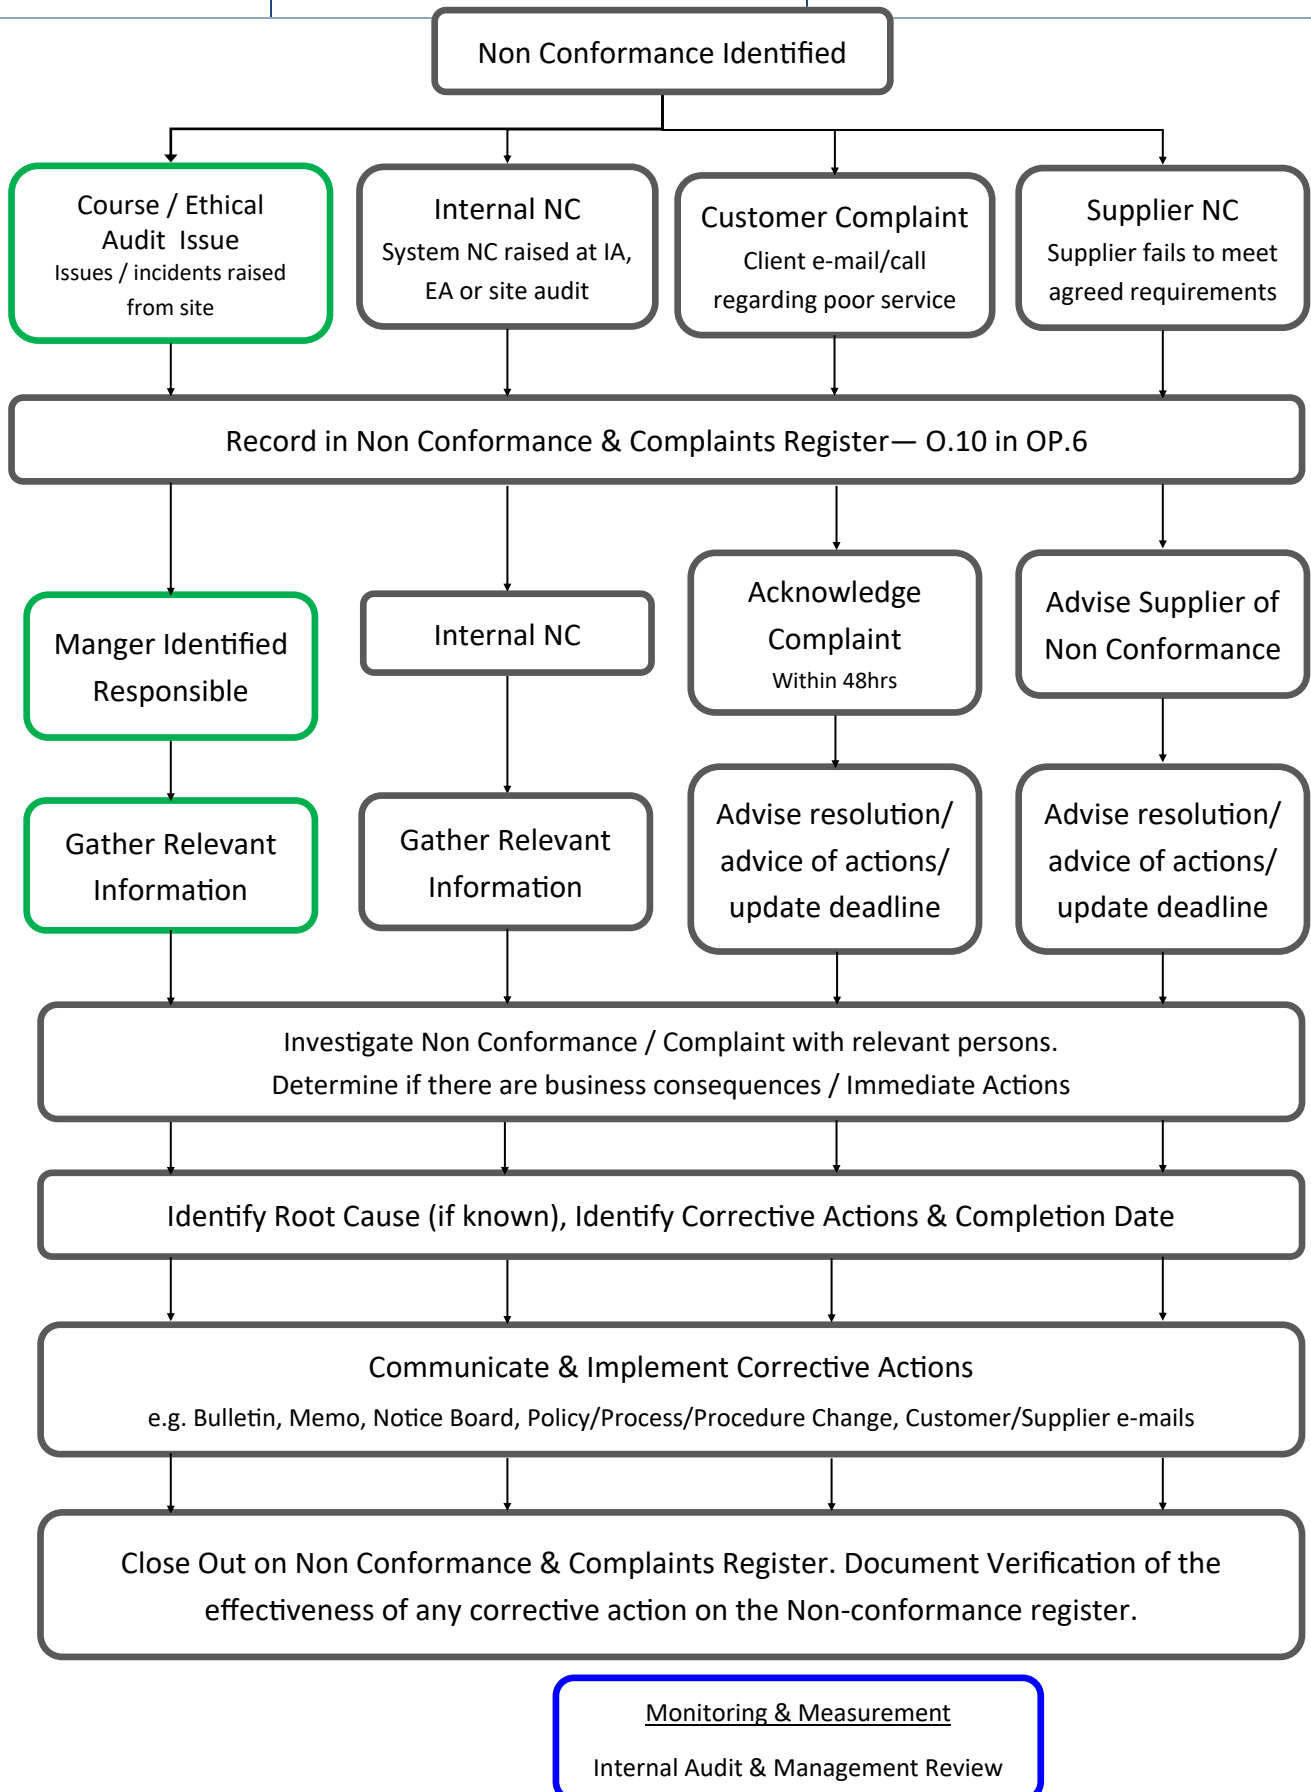 Non Conformance Identified
Course / Ethical
Audit  Issue
Issues / incidents raised
from site
Internal NC
System NC raised at IA,
EA or site audit
Customer Complaint
Client e-mail/call
regarding poor service
Supplier NC
Supplier fails to meet
agreed requirements
Record in Non Conformance & Complaints Register— O.10 in OP.6
Manger Identified
Responsible
Internal NC
Acknowledge
Complaint
Within 48hrs
Advise Supplier of
Non Conformance
Gather Relevant
Information
Gather Relevant
Information
Advise resolution/
advice of actions/
update deadline
Advise resolution/
advice of actions/
update deadline
Investigate Non Conformance / Complaint with relevant persons.
Determine if there are business consequences / Immediate Actions
Identify Root Cause (if known), Identify Corrective Actions & Completion Date
Communicate & Implement Corrective Actions
e.g. Bulletin, Memo, Notice Board, Policy/Process/Procedure Change, Customer/Supplier e-mails
Close Out on Non Conformance & Complaints Register. Document Verification of the
effectiveness of any corrective action on the Non-conformance register.
Monitoring & Measurement
Internal Audit & Management Review